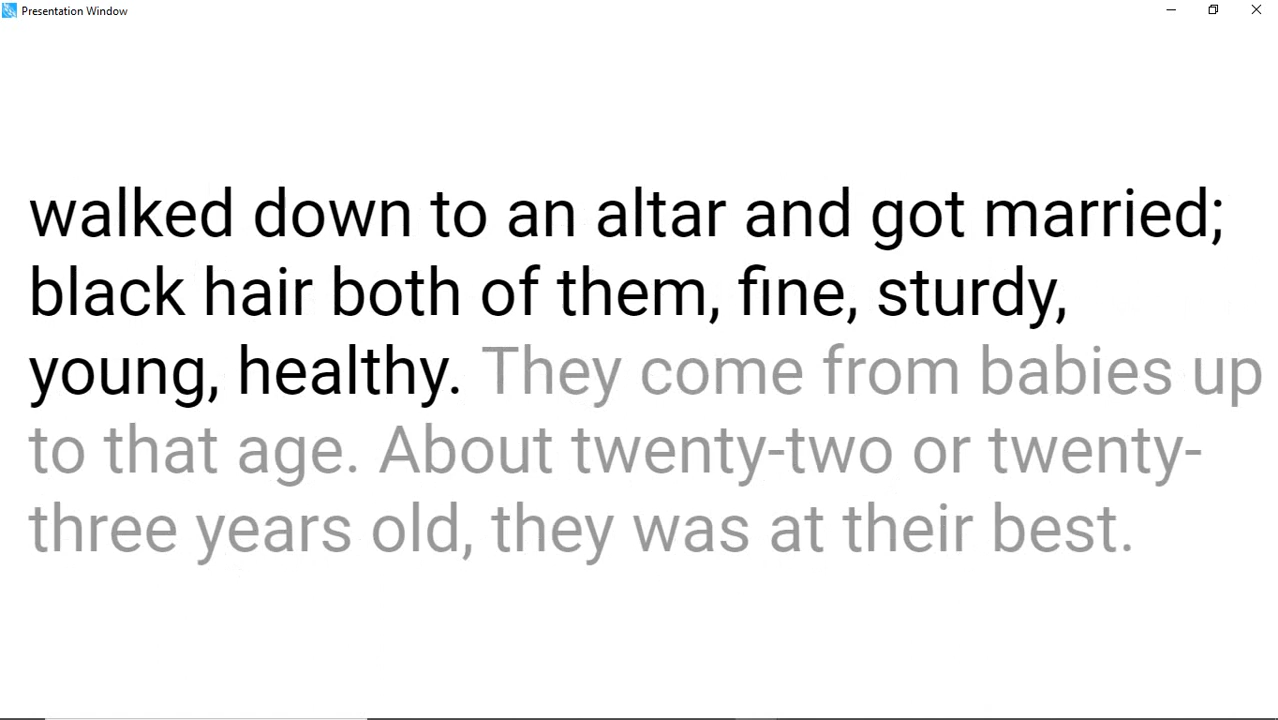 Presentation Window
walked down to an altar and got married;
black hair both of them, fine, sturdy,
young, healthy. They come from babies up
to that age. About twenty-two or twenty-
three years old, they was at their best.